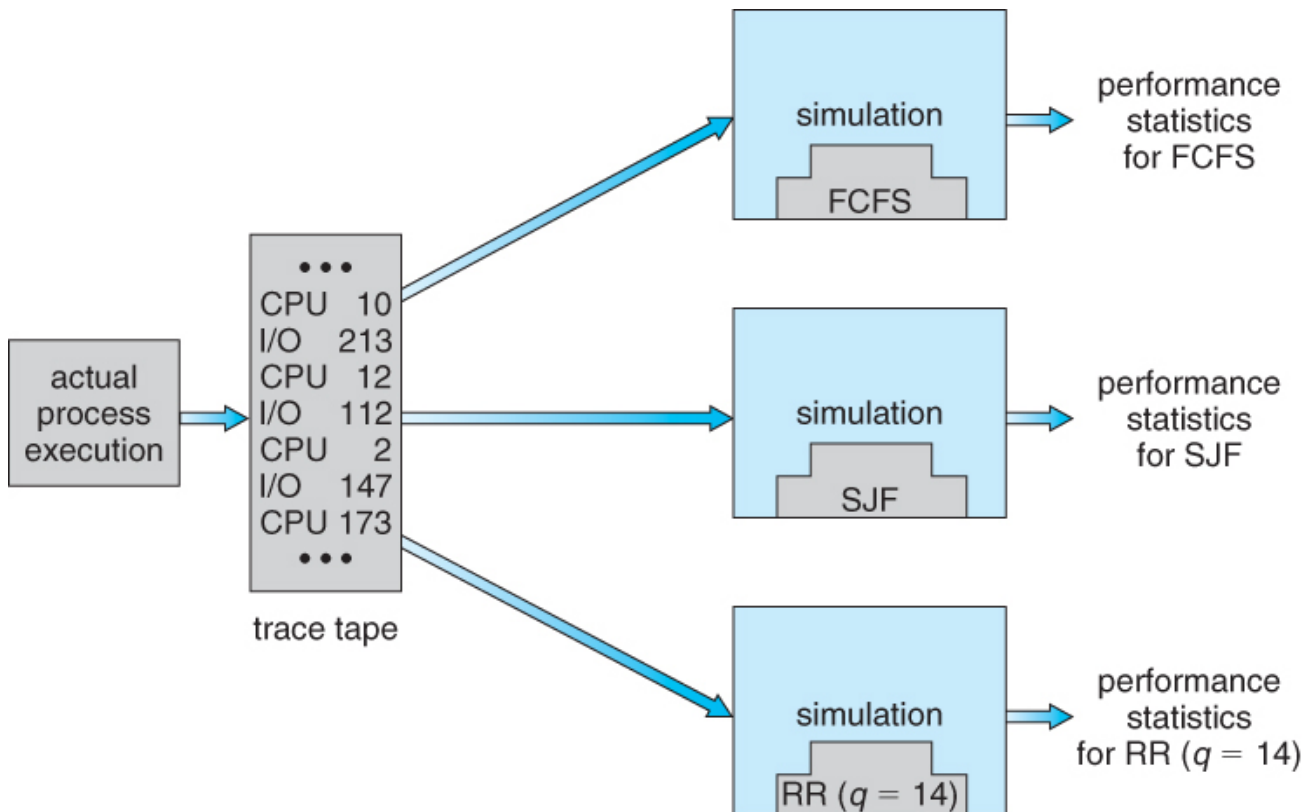 actual
process
execution
• • •
CPU 10
I/O 213
CPU 12
I/O 112
CPU 2
I/O 147
CPU 173
• • •
trace tape
simulation
FCFS
performance
statistics
for FCFS
simulation
SJF
performance
statistics
for SJF
simulation
RR (q = 14)
performance
statistics
for RR (q = 14)